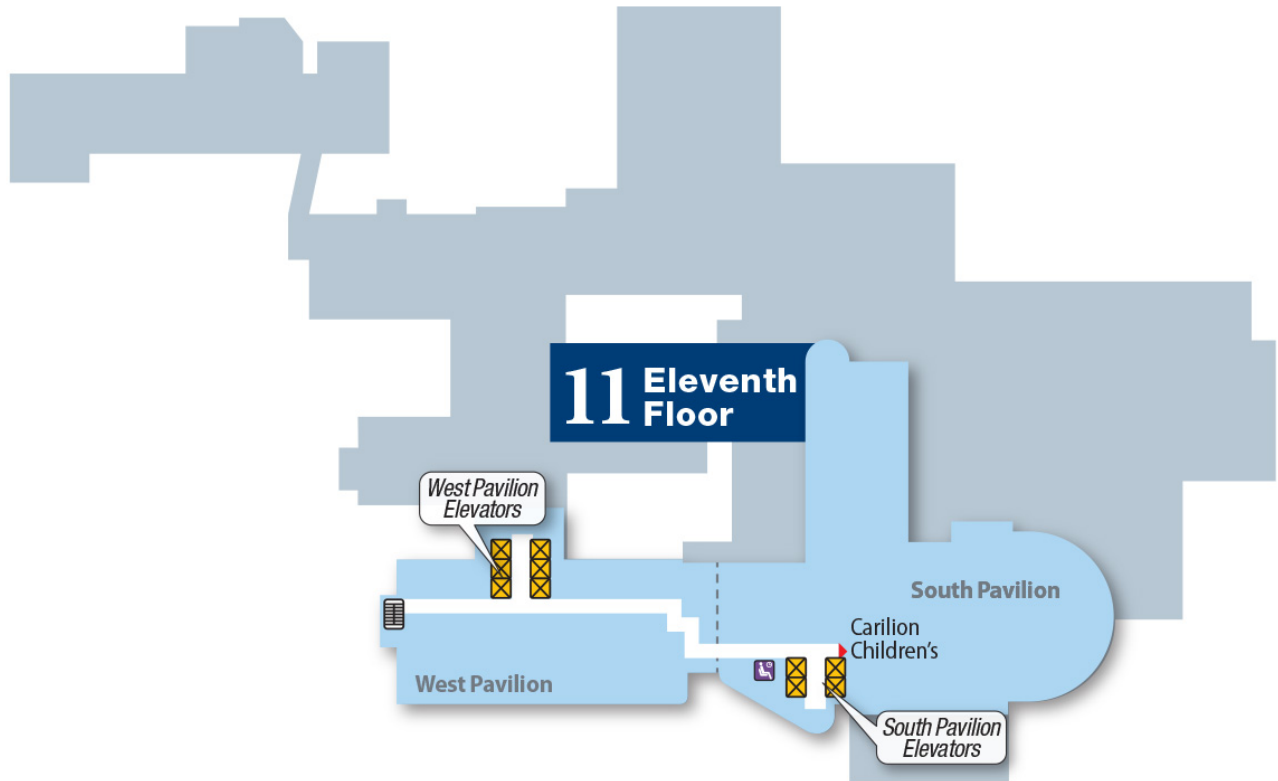 11 Eleventh
Floor
West Pavilion
Elevators
South Pavilion
Carilion
Children's
West Pavilion
South Pavilion
Elevators